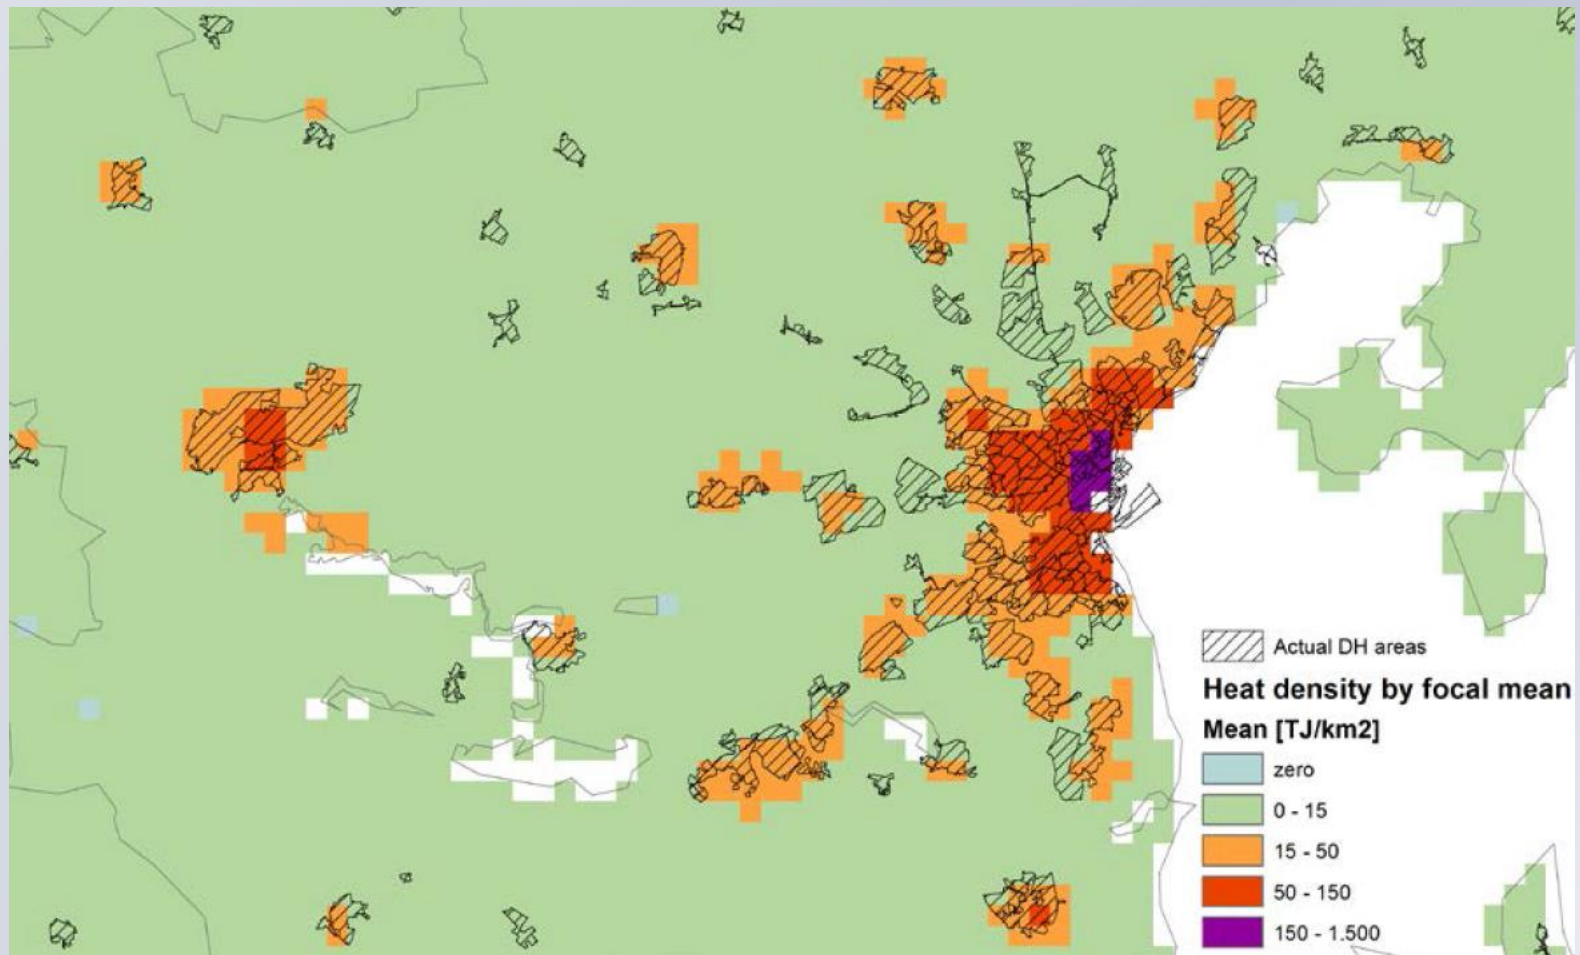 Actual DH areas
Heat density by focal mean
Mean [TJ/km2]
zero
0 - 15
15 - 50
50 - 150
150 - 1.500